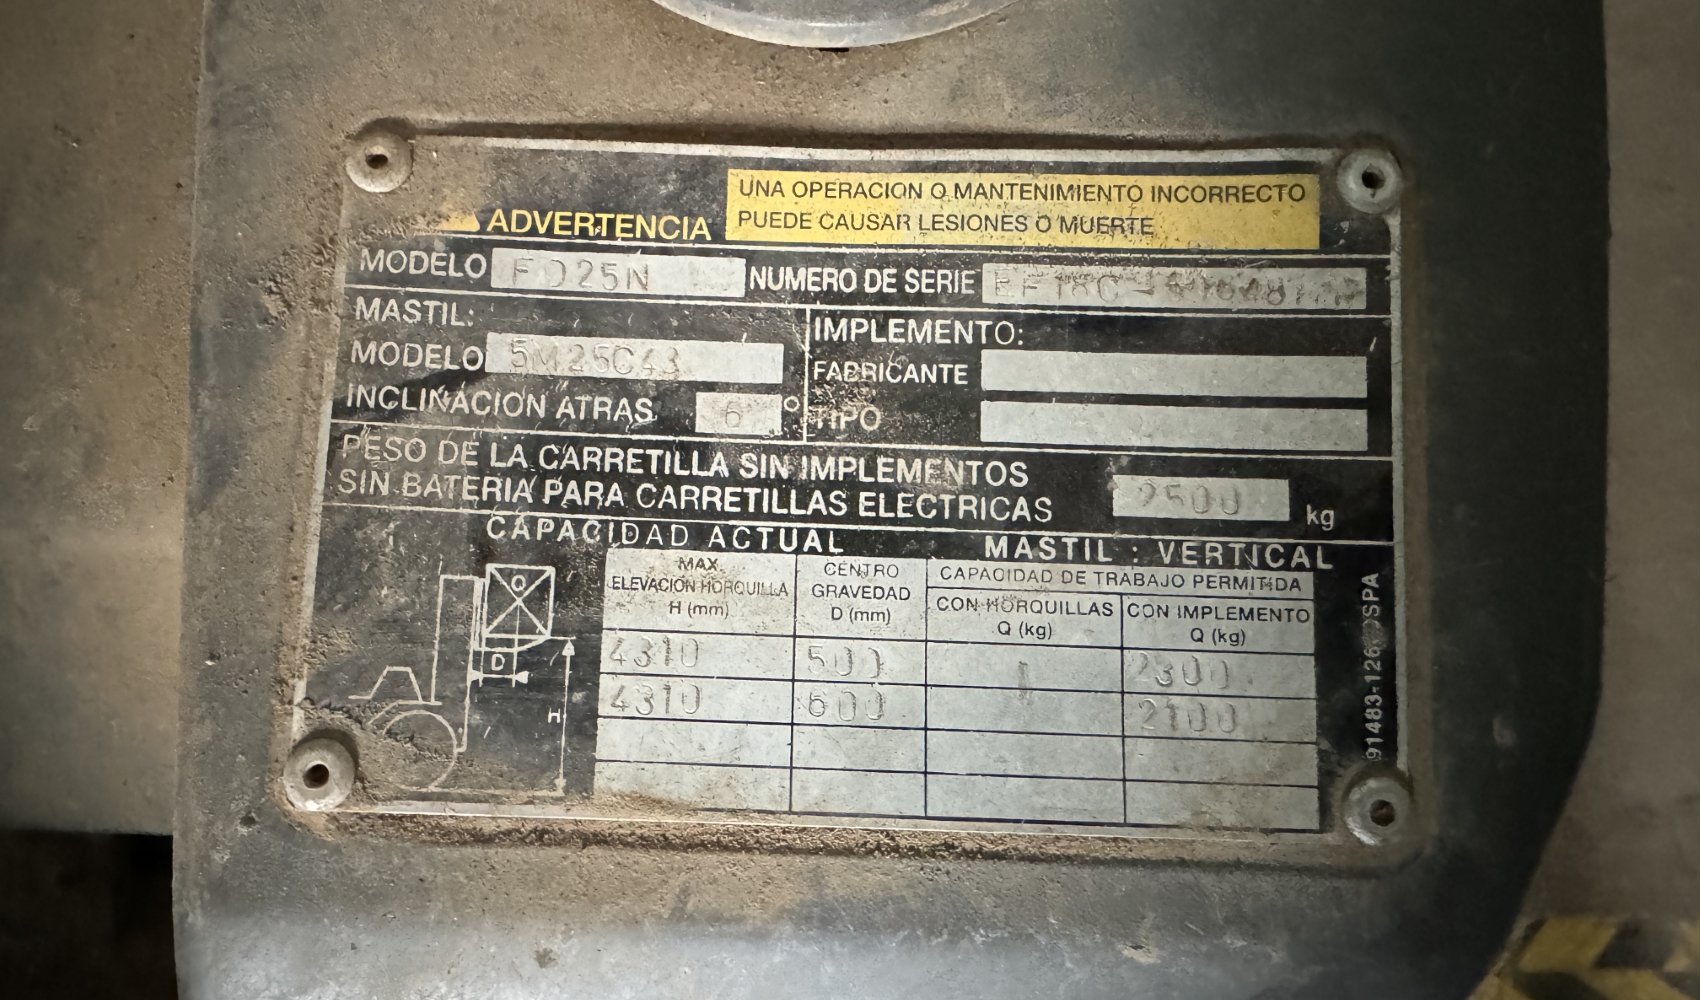 ADVERTENCIA
UNA OPERACION O MANTENIMIENTO INCORRECTO
PUEDE CAUSAR LESIONES O MUERTE
MODELO FD25N NUMERO DE SERIE
MASTIL:
MODELO 5M25C43
INCLINACION ATRAS 6°
IMPLEMENTO:
FABRICANTE
TIPO
PESO DE LA CARRETILLA SIN IMPLEMENTOS
SIN BATERIA PARA CARRETILLAS ELECTRICAS 2500 kg
CAPACIDAD ACTUAL MASTIL : VERTICAL
Q
D
H
MAX.
ELEVACION HORQUILLA
H (mm)
CENTRO
GRAVEDAD
D (mm)
CAPACIDAD DE TRABAJO PERMITIDA
CON HORQUILLAS
Q (kg)
CON IMPLEMENTO
Q (kg)
4310 500 2300
4310 600 2100